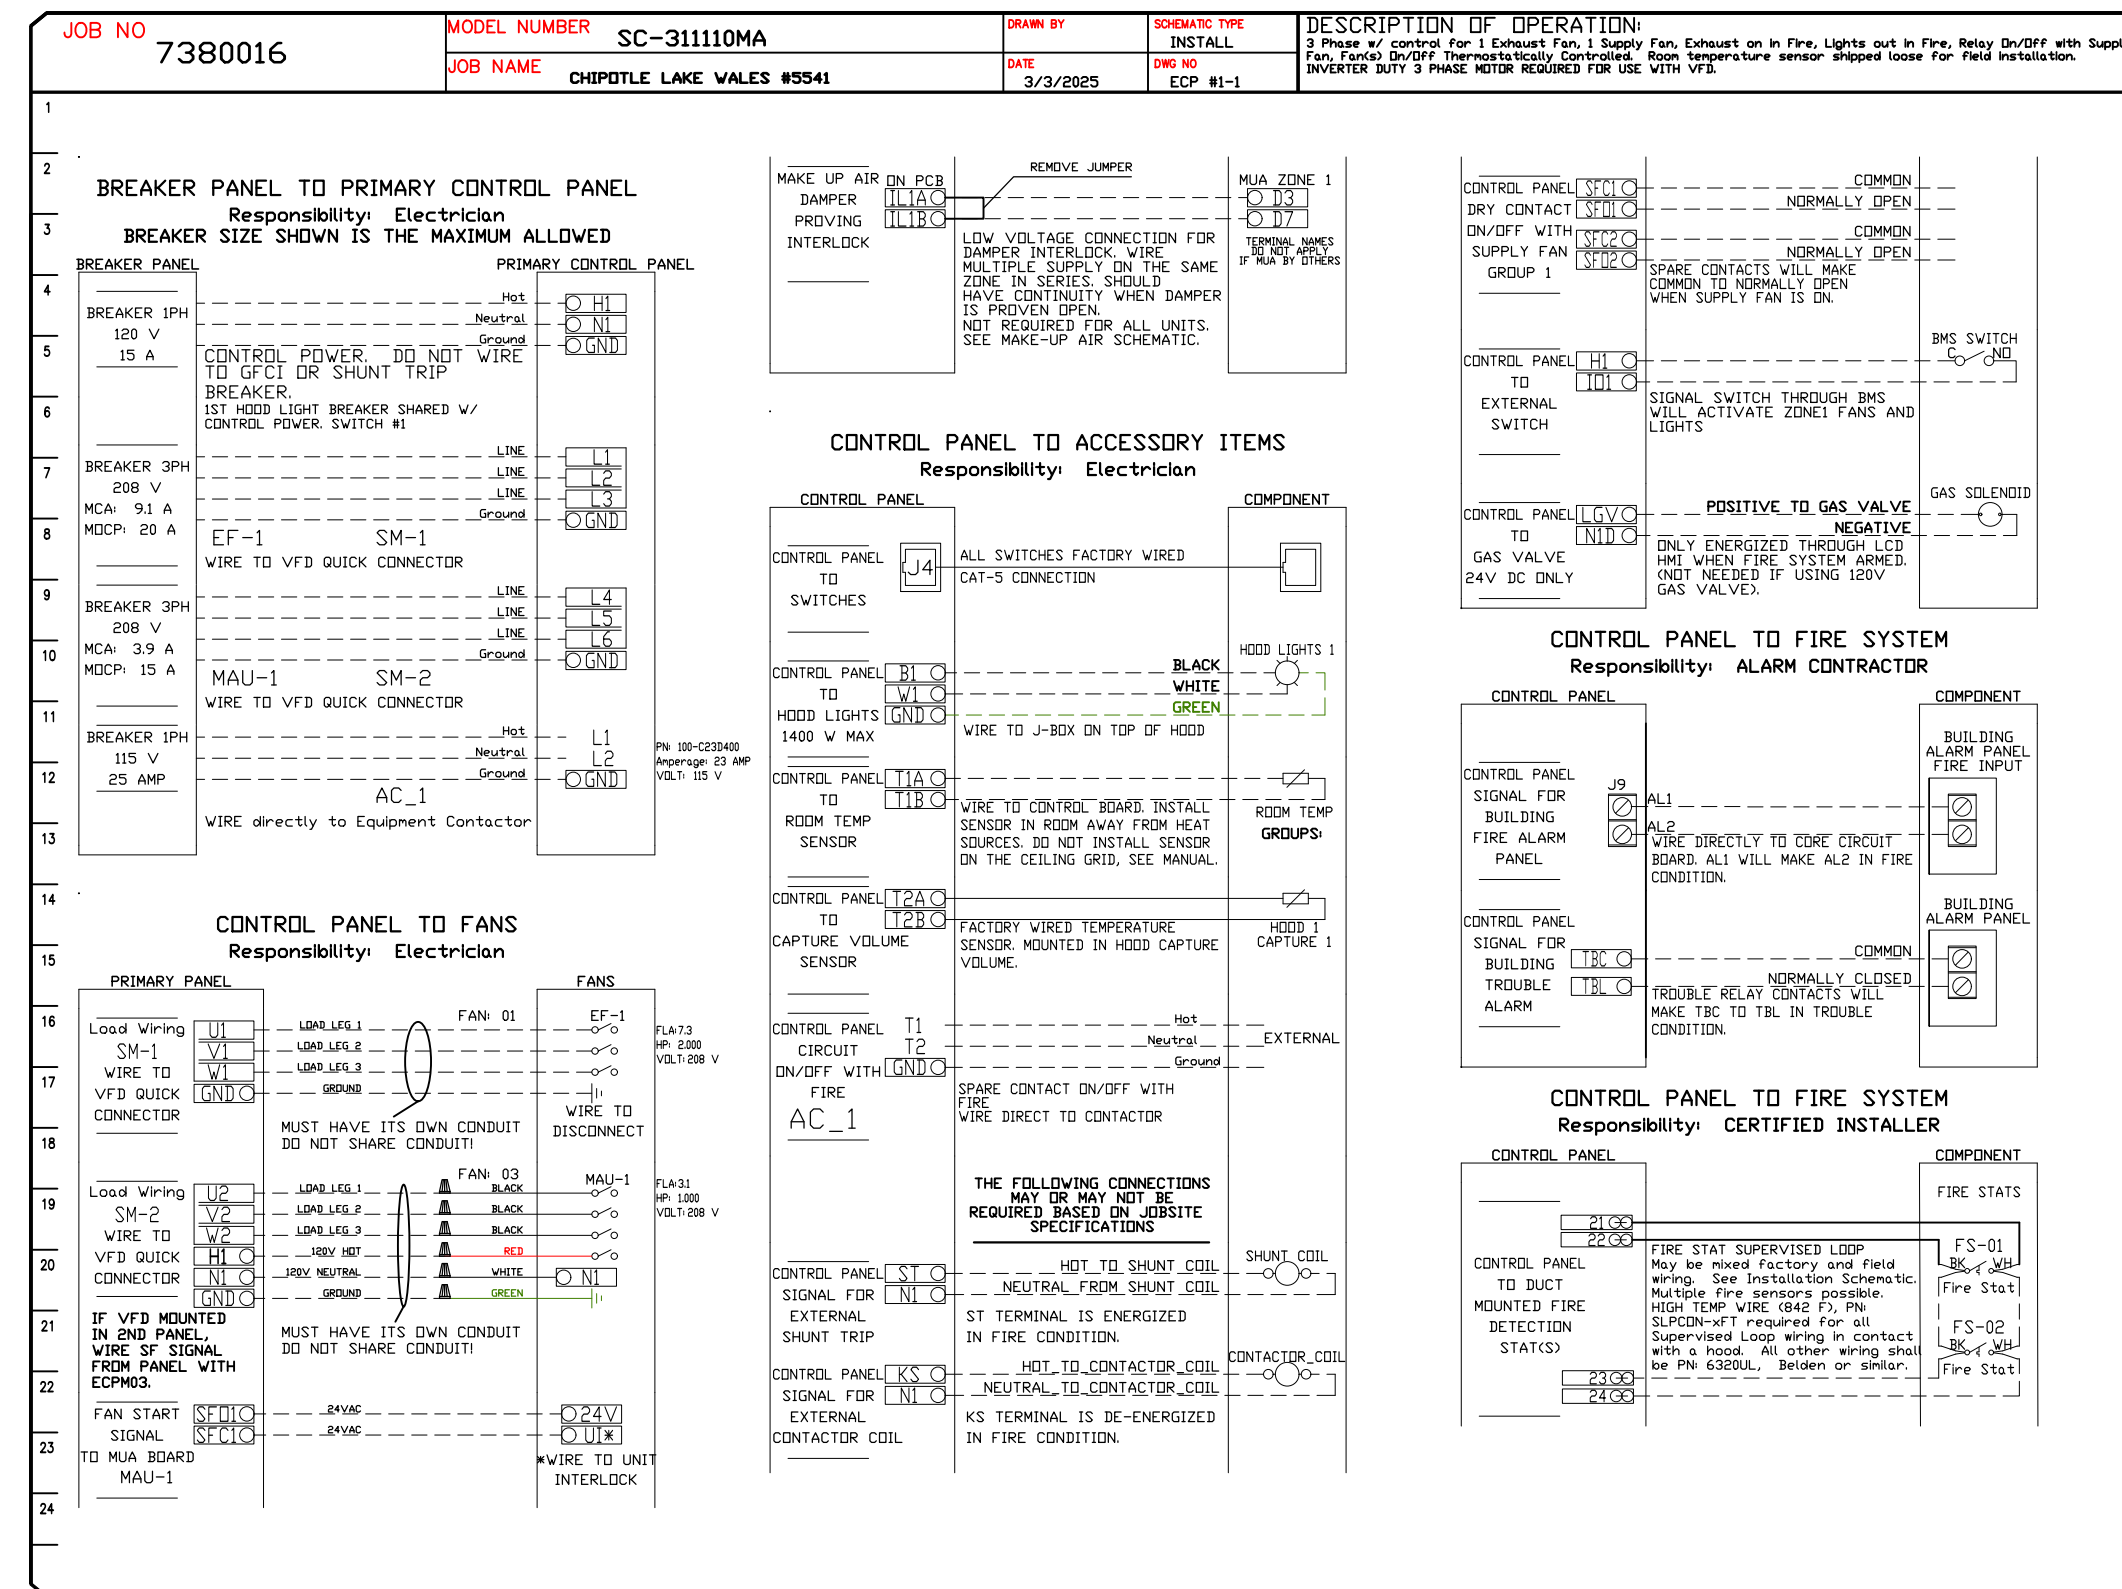 JOB NO 7380016
MODEL NUMBER SC-311110MA
JOB NAME CHIPOTLE LAKE WALES #5541
DRAWN BY
DATE 3/3/2025
SCHEMATIC TYPE INSTALL
DWG NO ECP #1-1
DESCRIPTION OF OPERATION:
3 Phase w/ control for 1 Exhaust Fan, 1 Supply Fan, Exhaust on in Fire, Lights out in Fire, Relay On/Off with Suppl
Fan, Fan(s) On/Off Thermostatically Controlled. Room temperature sensor shipped loose for field installation.
INVERTER DUTY 3 PHASE MOTOR REQUIRED FOR USE WITH VFD.
1
2
3
4
5
6
7
8
9
10
11
12
13
14
15
16
17
18
19
20
21
22
23
24
BREAKER PANEL TO PRIMARY CONTROL PANEL
Responsibility: Electrician
BREAKER SIZE SHOWN IS THE MAXIMUM ALLOWED
BREAKER PANEL
PRIMARY CONTROL PANEL
BREAKER 1PH
120 V
15 A
Hot H1
Neutral N1
Ground GND
CONTROL POWER. DO NOT WIRE
TO GFCI OR SHUNT TRIP
BREAKER.
1ST HOOD LIGHT BREAKER SHARED W/
CONTROL POWER. SWITCH #1
BREAKER 3PH
208 V
MCA: 9.1 A
MOCP: 20 A
LINE L1
LINE L2
LINE L3
Ground GND
EF-1 SM-1
WIRE TO VFD QUICK CONNECTOR
BREAKER 3PH
208 V
MCA: 3.9 A
MOCP: 15 A
LINE L4
LINE L5
LINE L6
Ground GND
MAU-1 SM-2
WIRE TO VFD QUICK CONNECTOR
BREAKER 1PH
115 V
25 AMP
Hot L1
Neutral L2
Ground GND
PN: 100-C23D400
Amperage: 23 AMP
VOLT: 115 V
AC_1
WIRE directly to Equipment Contactor
CONTROL PANEL TO FANS
Responsibility: Electrician
PRIMARY PANEL
FANS
Load Wiring
SM-1
WIRE TO
VFD QUICK
CONNECTOR
U1 LOAD LEG 1
V1 LOAD LEG 2
W1 LOAD LEG 3
GND GROUND
FAN: 01
EF-1
FLA:7.3
HP: 2.000
VOLT:208 V
WIRE TO
DISCONNECT
MUST HAVE ITS OWN CONDUIT
DO NOT SHARE CONDUIT!
Load Wiring
SM-2
WIRE TO
VFD QUICK
CONNECTOR
FAN: 03
MAU-1
U2 LOAD LEG 1 BLACK
V2 LOAD LEG 2 BLACK
W2 LOAD LEG 3 BLACK
H1 120V HOT RED
N1 120V NEUTRAL WHITE N1
GND GROUND GREEN
FLA:3.1
HP: 1.000
VOLT:208 V
IF VFD MOUNTED
IN 2ND PANEL,
WIRE SF SIGNAL
FROM PANEL WITH
ECPM03.
MUST HAVE ITS OWN CONDUIT
DO NOT SHARE CONDUIT!
FAN START
SIGNAL
TO MUA BOARD
MAU-1
SFO1 24VAC 24V
SFC1 24VAC UI*
*WIRE TO UNIT
INTERLOCK
MAKE UP AIR
DAMPER
PROVING
INTERLOCK
ON PCB
IL1A
IL1B
REMOVE JUMPER
MUA ZONE 1
D3
D7
TERMINAL NAMES
DO NOT APPLY
IF MUA BY OTHERS
LOW VOLTAGE CONNECTION FOR
DAMPER INTERLOCK. WIRE
MULTIPLE SUPPLY ON THE SAME
ZONE IN SERIES. SHOULD
HAVE CONTINUITY WHEN DAMPER
IS PROVEN OPEN.
NOT REQUIRED FOR ALL UNITS.
SEE MAKE-UP AIR SCHEMATIC.
CONTROL PANEL TO ACCESSORY ITEMS
Responsibility: Electrician
CONTROL PANEL
COMPONENT
CONTROL PANEL
TO
SWITCHES
J4
ALL SWITCHES FACTORY WIRED
CAT-5 CONNECTION
CONTROL PANEL
TO
HOOD LIGHTS
1400 W MAX
B1 BLACK
W1 WHITE
GND GREEN
HOOD LIGHTS 1
WIRE TO J-BOX ON TOP OF HOOD
CONTROL PANEL
TO
ROOM TEMP
SENSOR
T1A
T1B
WIRE TO CONTROL BOARD. INSTALL
SENSOR IN ROOM AWAY FROM HEAT
SOURCES. DO NOT INSTALL SENSOR
ON THE CEILING GRID, SEE MANUAL.
ROOM TEMP
GROUPS:
CONTROL PANEL
TO
CAPTURE VOLUME
SENSOR
T2A
T2B
FACTORY WIRED TEMPERATURE
SENSOR. MOUNTED IN HOOD CAPTURE
VOLUME.
HOOD 1
CAPTURE 1
CONTROL PANEL
CIRCUIT
ON/OFF WITH
FIRE
AC_1
T1 Hot
T2 Neutral
GND Ground
EXTERNAL
SPARE CONTACT ON/OFF WITH
FIRE
WIRE DIRECT TO CONTACTOR
THE FOLLOWING CONNECTIONS
MAY OR MAY NOT BE
REQUIRED BASED ON JOBSITE
SPECIFICATIONS
CONTROL PANEL
SIGNAL FOR
EXTERNAL
SHUNT TRIP
ST HOT TO SHUNT COIL
N1 NEUTRAL FROM SHUNT COIL
SHUNT COIL
ST TERMINAL IS ENERGIZED
IN FIRE CONDITION.
CONTROL PANEL
SIGNAL FOR
EXTERNAL
CONTACTOR COIL
KS HOT_TO_CONTACTOR_COIL
N1 NEUTRAL_TO_CONTACTOR_COIL
CONTACTOR_COIL
KS TERMINAL IS DE-ENERGIZED
IN FIRE CONDITION.
CONTROL PANEL
DRY CONTACT
ON/OFF WITH
SUPPLY FAN
GROUP 1
SFC1 COMMON
SFO1 NORMALLY OPEN
SFC2 COMMON
SFO2 NORMALLY OPEN
SPARE CONTACTS WILL MAKE
COMMON TO NORMALLY OPEN
WHEN SUPPLY FAN IS ON.
CONTROL PANEL
TO
EXTERNAL
SWITCH
H1
IO1
BMS SWITCH
C NO
SIGNAL SWITCH THROUGH BMS
WILL ACTIVATE ZONE1 FANS AND
LIGHTS
CONTROL PANEL
TO
GAS VALVE
24V DC ONLY
LGV POSITIVE TO GAS VALVE
N1D NEGATIVE
GAS SOLENOID
ONLY ENERGIZED THROUGH LCD
HMI WHEN FIRE SYSTEM ARMED.
(NOT NEEDED IF USING 120V
GAS VALVE).
CONTROL PANEL TO FIRE SYSTEM
Responsibility: ALARM CONTRACTOR
CONTROL PANEL
COMPONENT
CONTROL PANEL
SIGNAL FOR
BUILDING
FIRE ALARM
PANEL
J9
AL1
AL2
WIRE DIRECTLY TO CORE CIRCUIT
BOARD. AL1 WILL MAKE AL2 IN FIRE
CONDITION.
BUILDING
ALARM PANEL
FIRE INPUT
CONTROL PANEL
SIGNAL FOR
BUILDING
TROUBLE
ALARM
TBC COMMON
TBL NORMALLY CLOSED
TROUBLE RELAY CONTACTS WILL
MAKE TBC TO TBL IN TROUBLE
CONDITION.
BUILDING
ALARM PANEL
CONTROL PANEL TO FIRE SYSTEM
Responsibility: CERTIFIED INSTALLER
CONTROL PANEL
COMPONENT
FIRE STATS
21
22
CONTROL PANEL
TO DUCT
MOUNTED FIRE
DETECTION
STAT(S)
FIRE STAT SUPERVISED LOOP
May be mixed factory and field
wiring. See Installation Schematic.
Multiple fire sensors possible.
HIGH TEMP WIRE (842 F), PN:
SLPCON-xFT required for all
Supervised Loop wiring in contact
with a hood. All other wiring shall
be PN: 6320UL, Belden or similar.
FS-01
BK WH
Fire Stat
FS-02
BK WH
Fire Stat
23
24